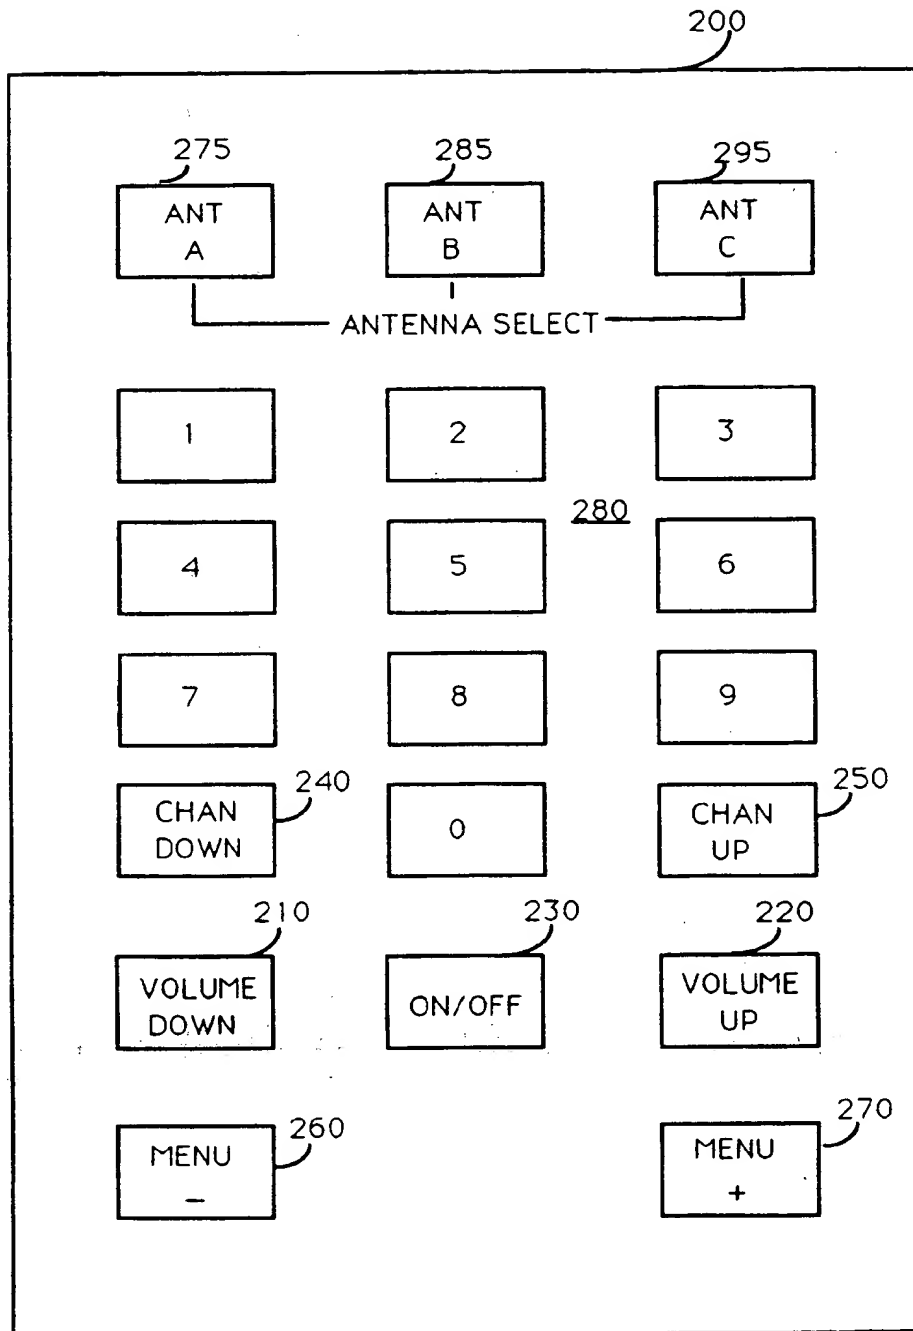 200
275 285 295
ANT
A
ANT
B
ANT
C
ANTENNA SELECT
1 2 3
280
4 5 6
7 8 9
240 250
CHAN
DOWN
0
CHAN
UP
210 230 220
VOLUME
DOWN
ON/OFF
VOLUME
UP
260 270
MENU
–
MENU
+